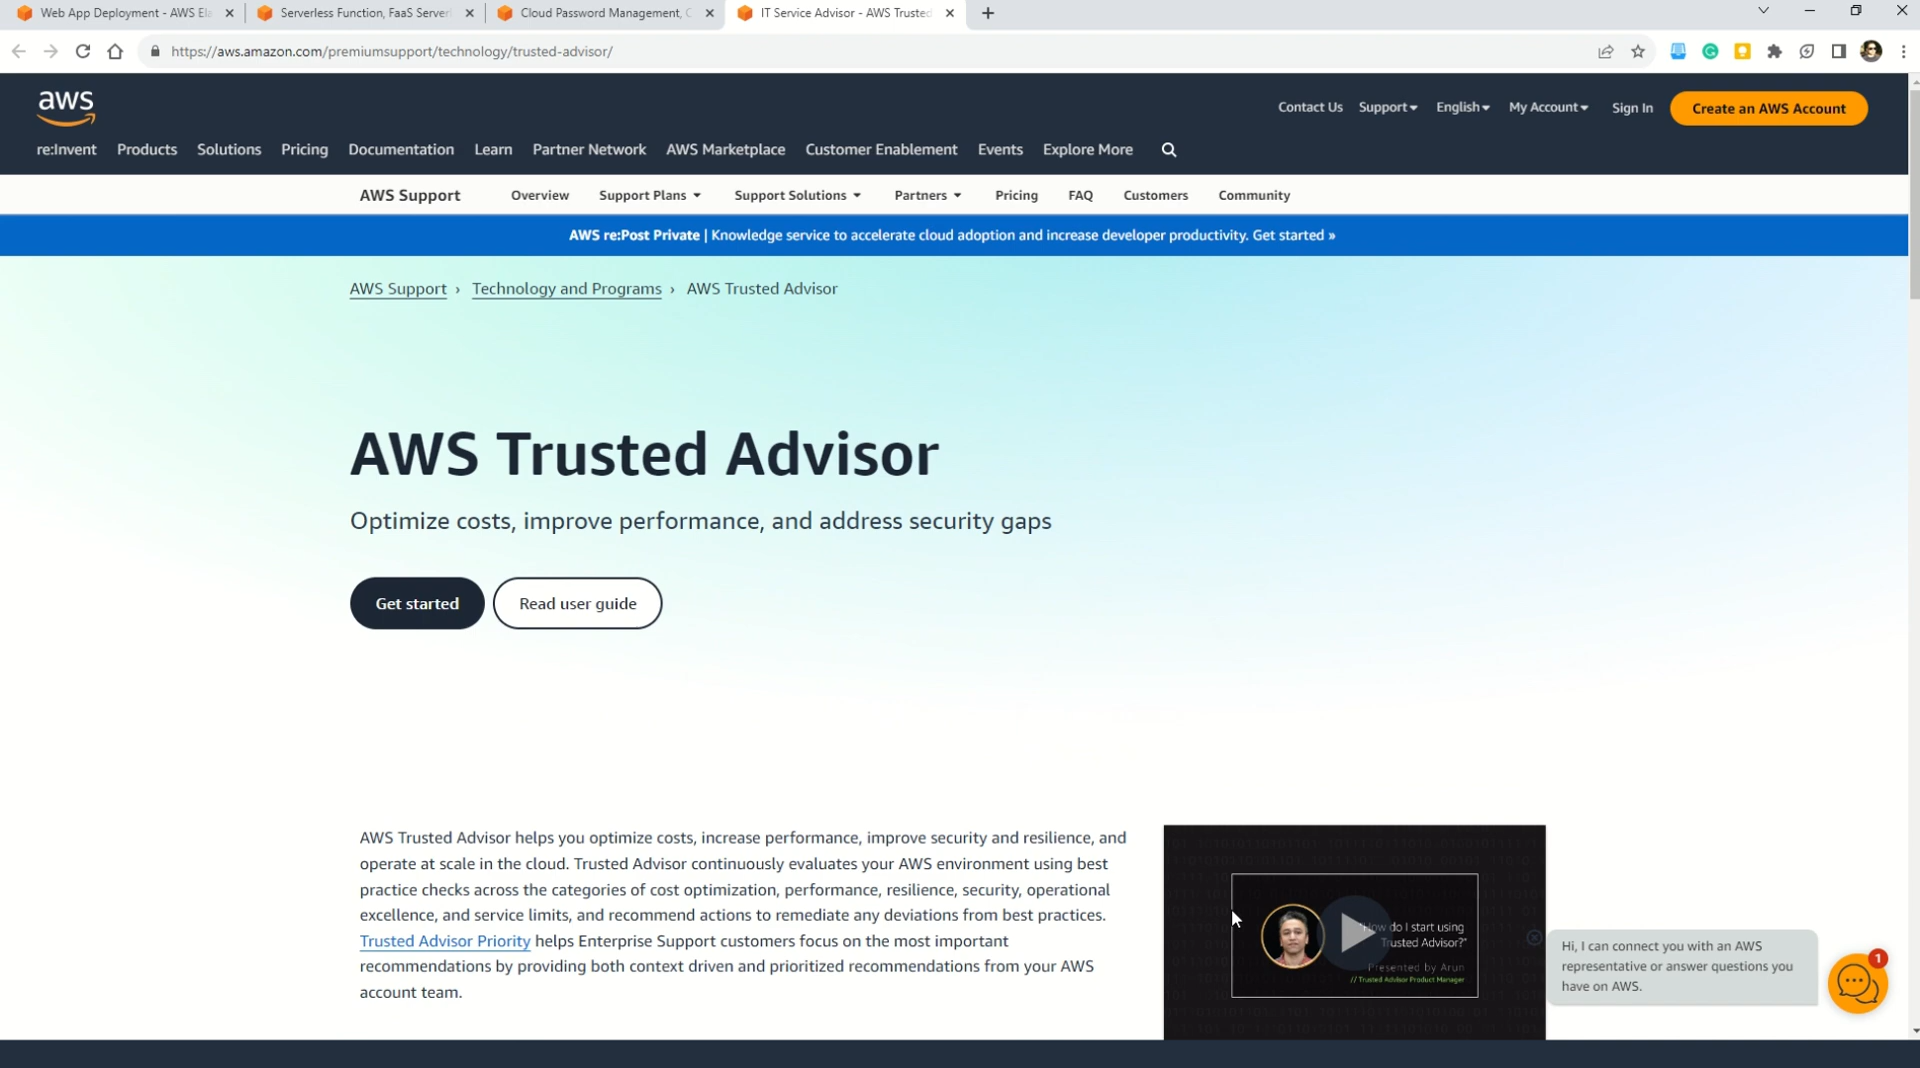 Web App Deployment - AWS Ela
Serverless Function, FaaS Server
Cloud Password Management, C
IT Service Advisor - AWS Trusted
https://aws.amazon.com/premiumsupport/technology/trusted-advisor/
aws
Contact Us
Support
English
My Account
Sign In
Create an AWS Account
re:Invent
Products
Solutions
Pricing
Documentation
Learn
Partner Network
AWS Marketplace
Customer Enablement
Events
Explore More
AWS Support
Overview
Support Plans
Support Solutions
Partners
Pricing
FAQ
Customers
Community
AWS re:Post Private | Knowledge service to accelerate cloud adoption and increase developer productivity. Get started »
AWS Support › Technology and Programs › AWS Trusted Advisor
AWS Trusted Advisor
Optimize costs, improve performance, and address security gaps
Get started
Read user guide
AWS Trusted Advisor helps you optimize costs, increase performance, improve security and resilience, and
operate at scale in the cloud. Trusted Advisor continuously evaluates your AWS environment using best
practice checks across the categories of cost optimization, performance, resilience, security, operational
excellence, and service limits, and recommend actions to remediate any deviations from best practices.
Trusted Advisor Priority helps Enterprise Support customers focus on the most important
recommendations by providing both context driven and prioritized recommendations from your AWS
account team.
"How do I start using
Trusted Advisor?"
Presented by Arun
// Trusted Advisor Product Manager
Hi, I can connect you with an AWS
representative or answer questions you
have on AWS.
1